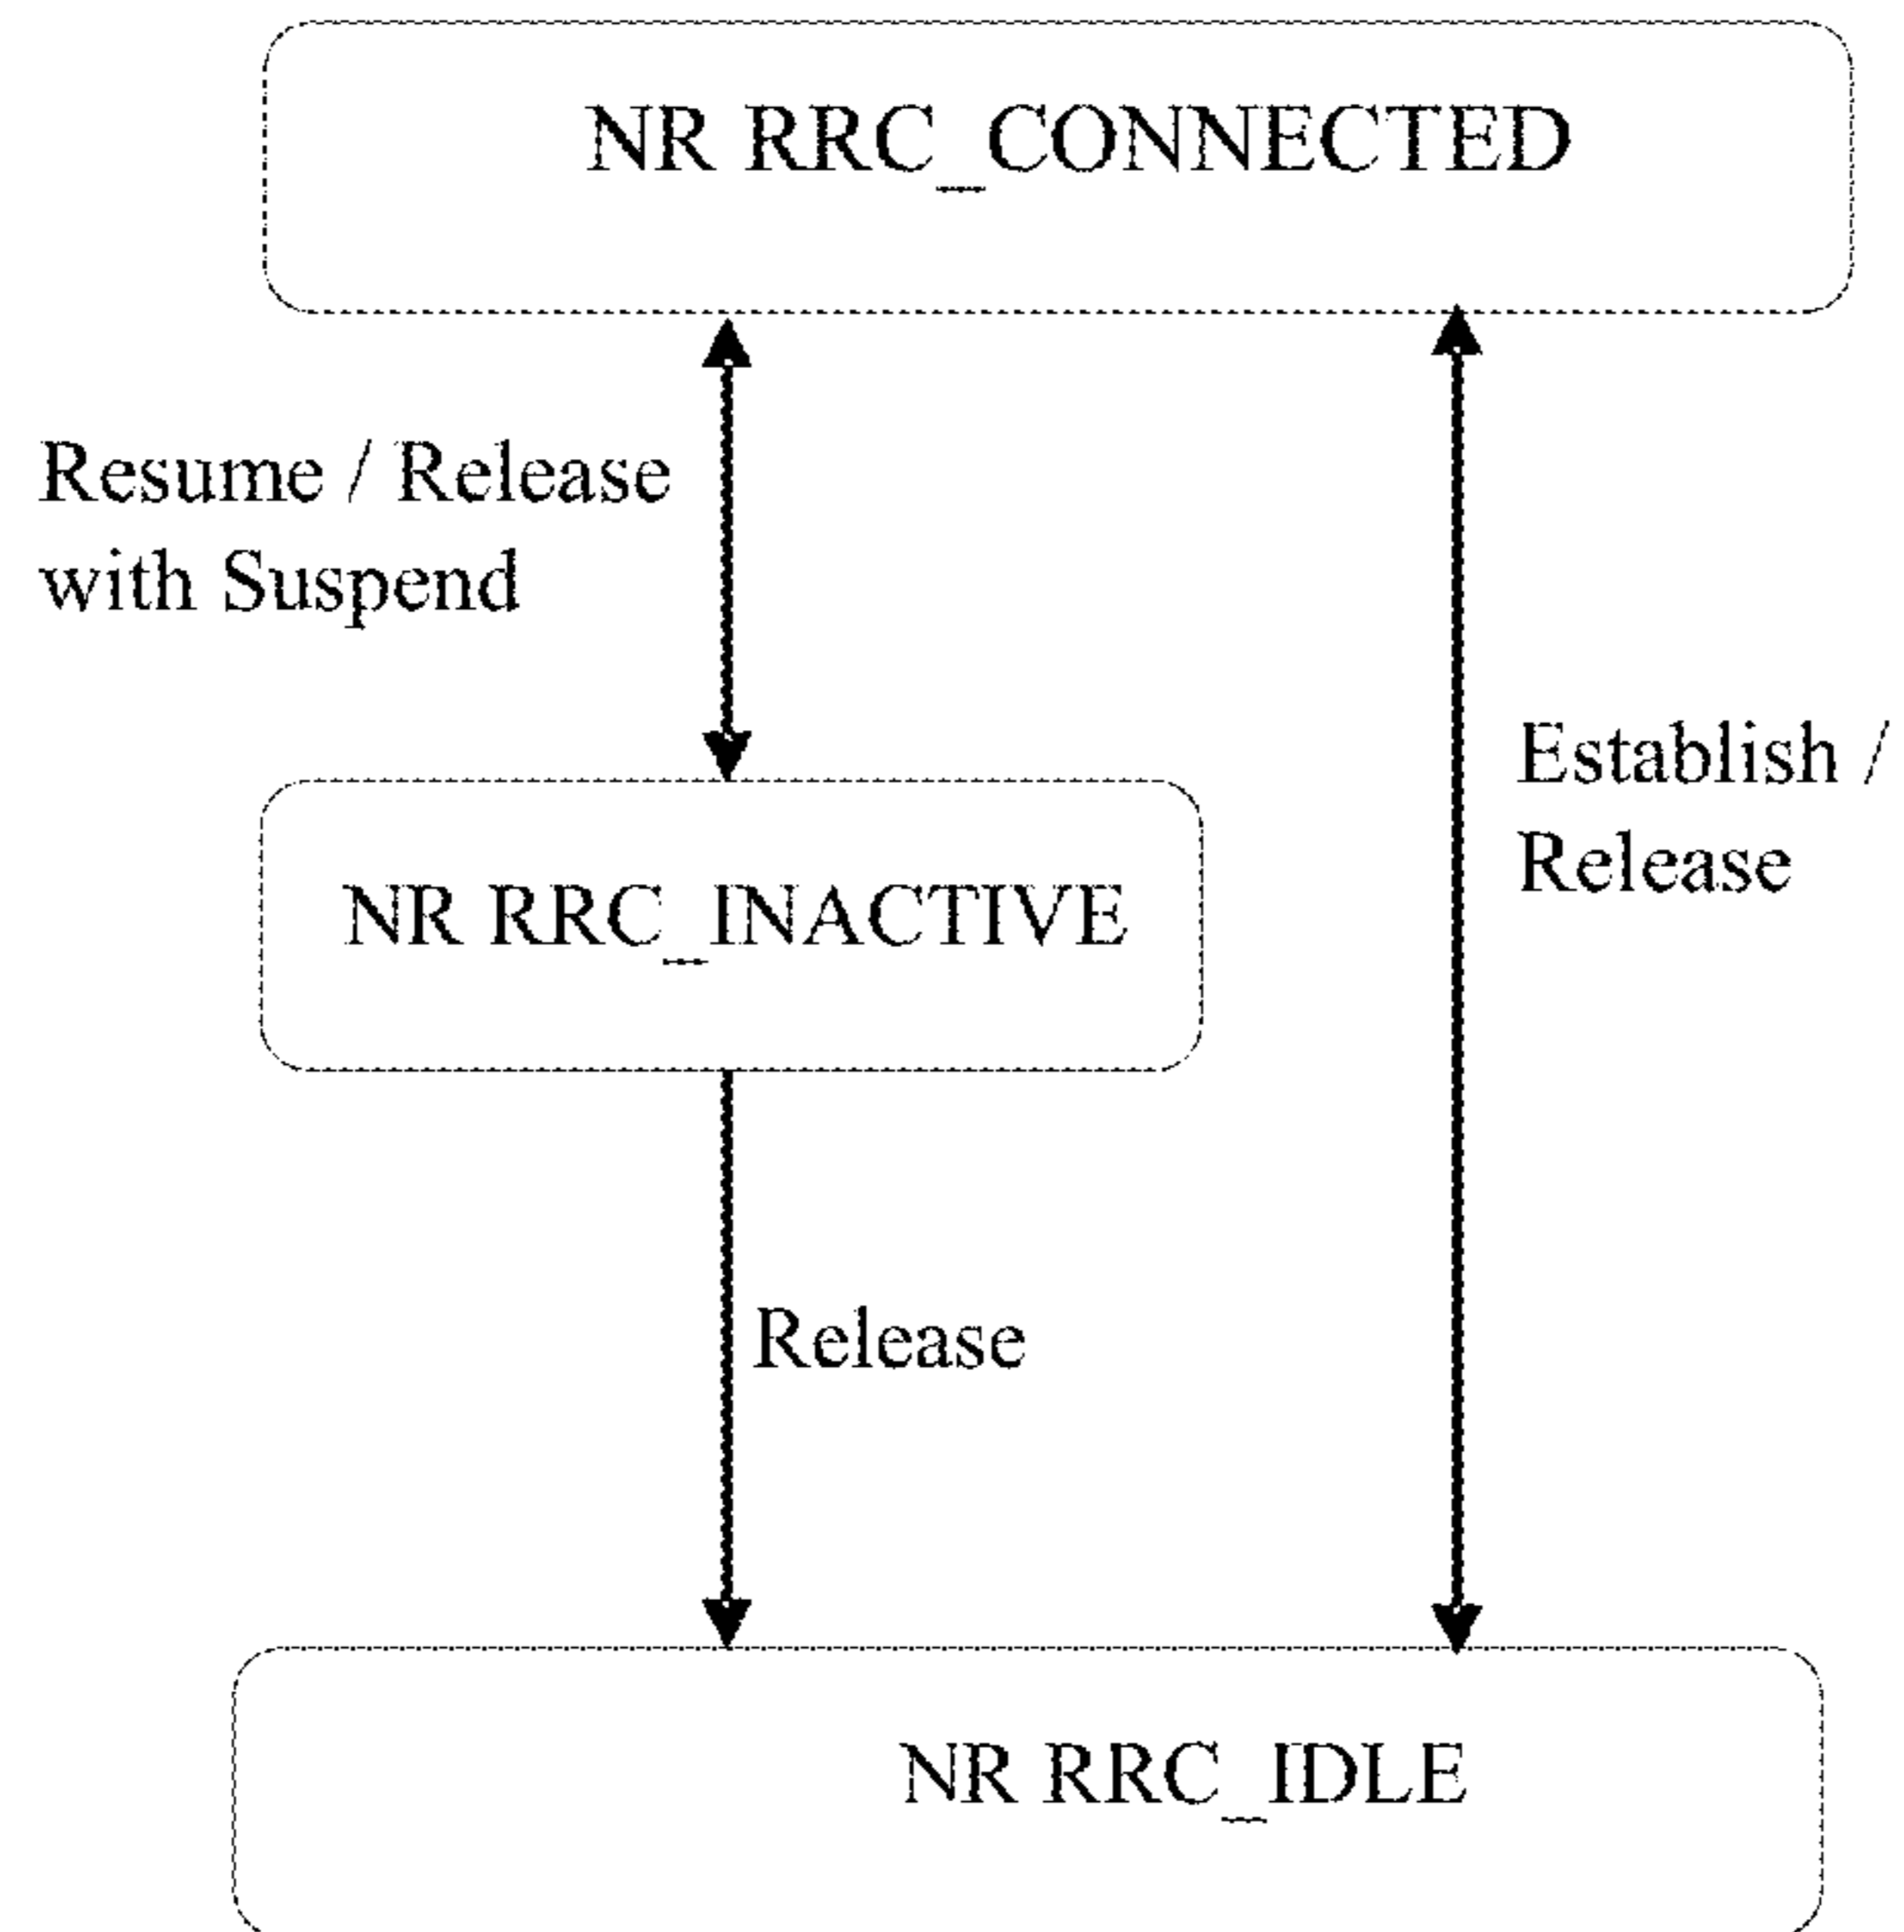 NR RRC_CONNECTED
Resume / Release
with Suspend
Establish /
Release
NR RRC_INACTIVE
Release
NR RRC_IDLE